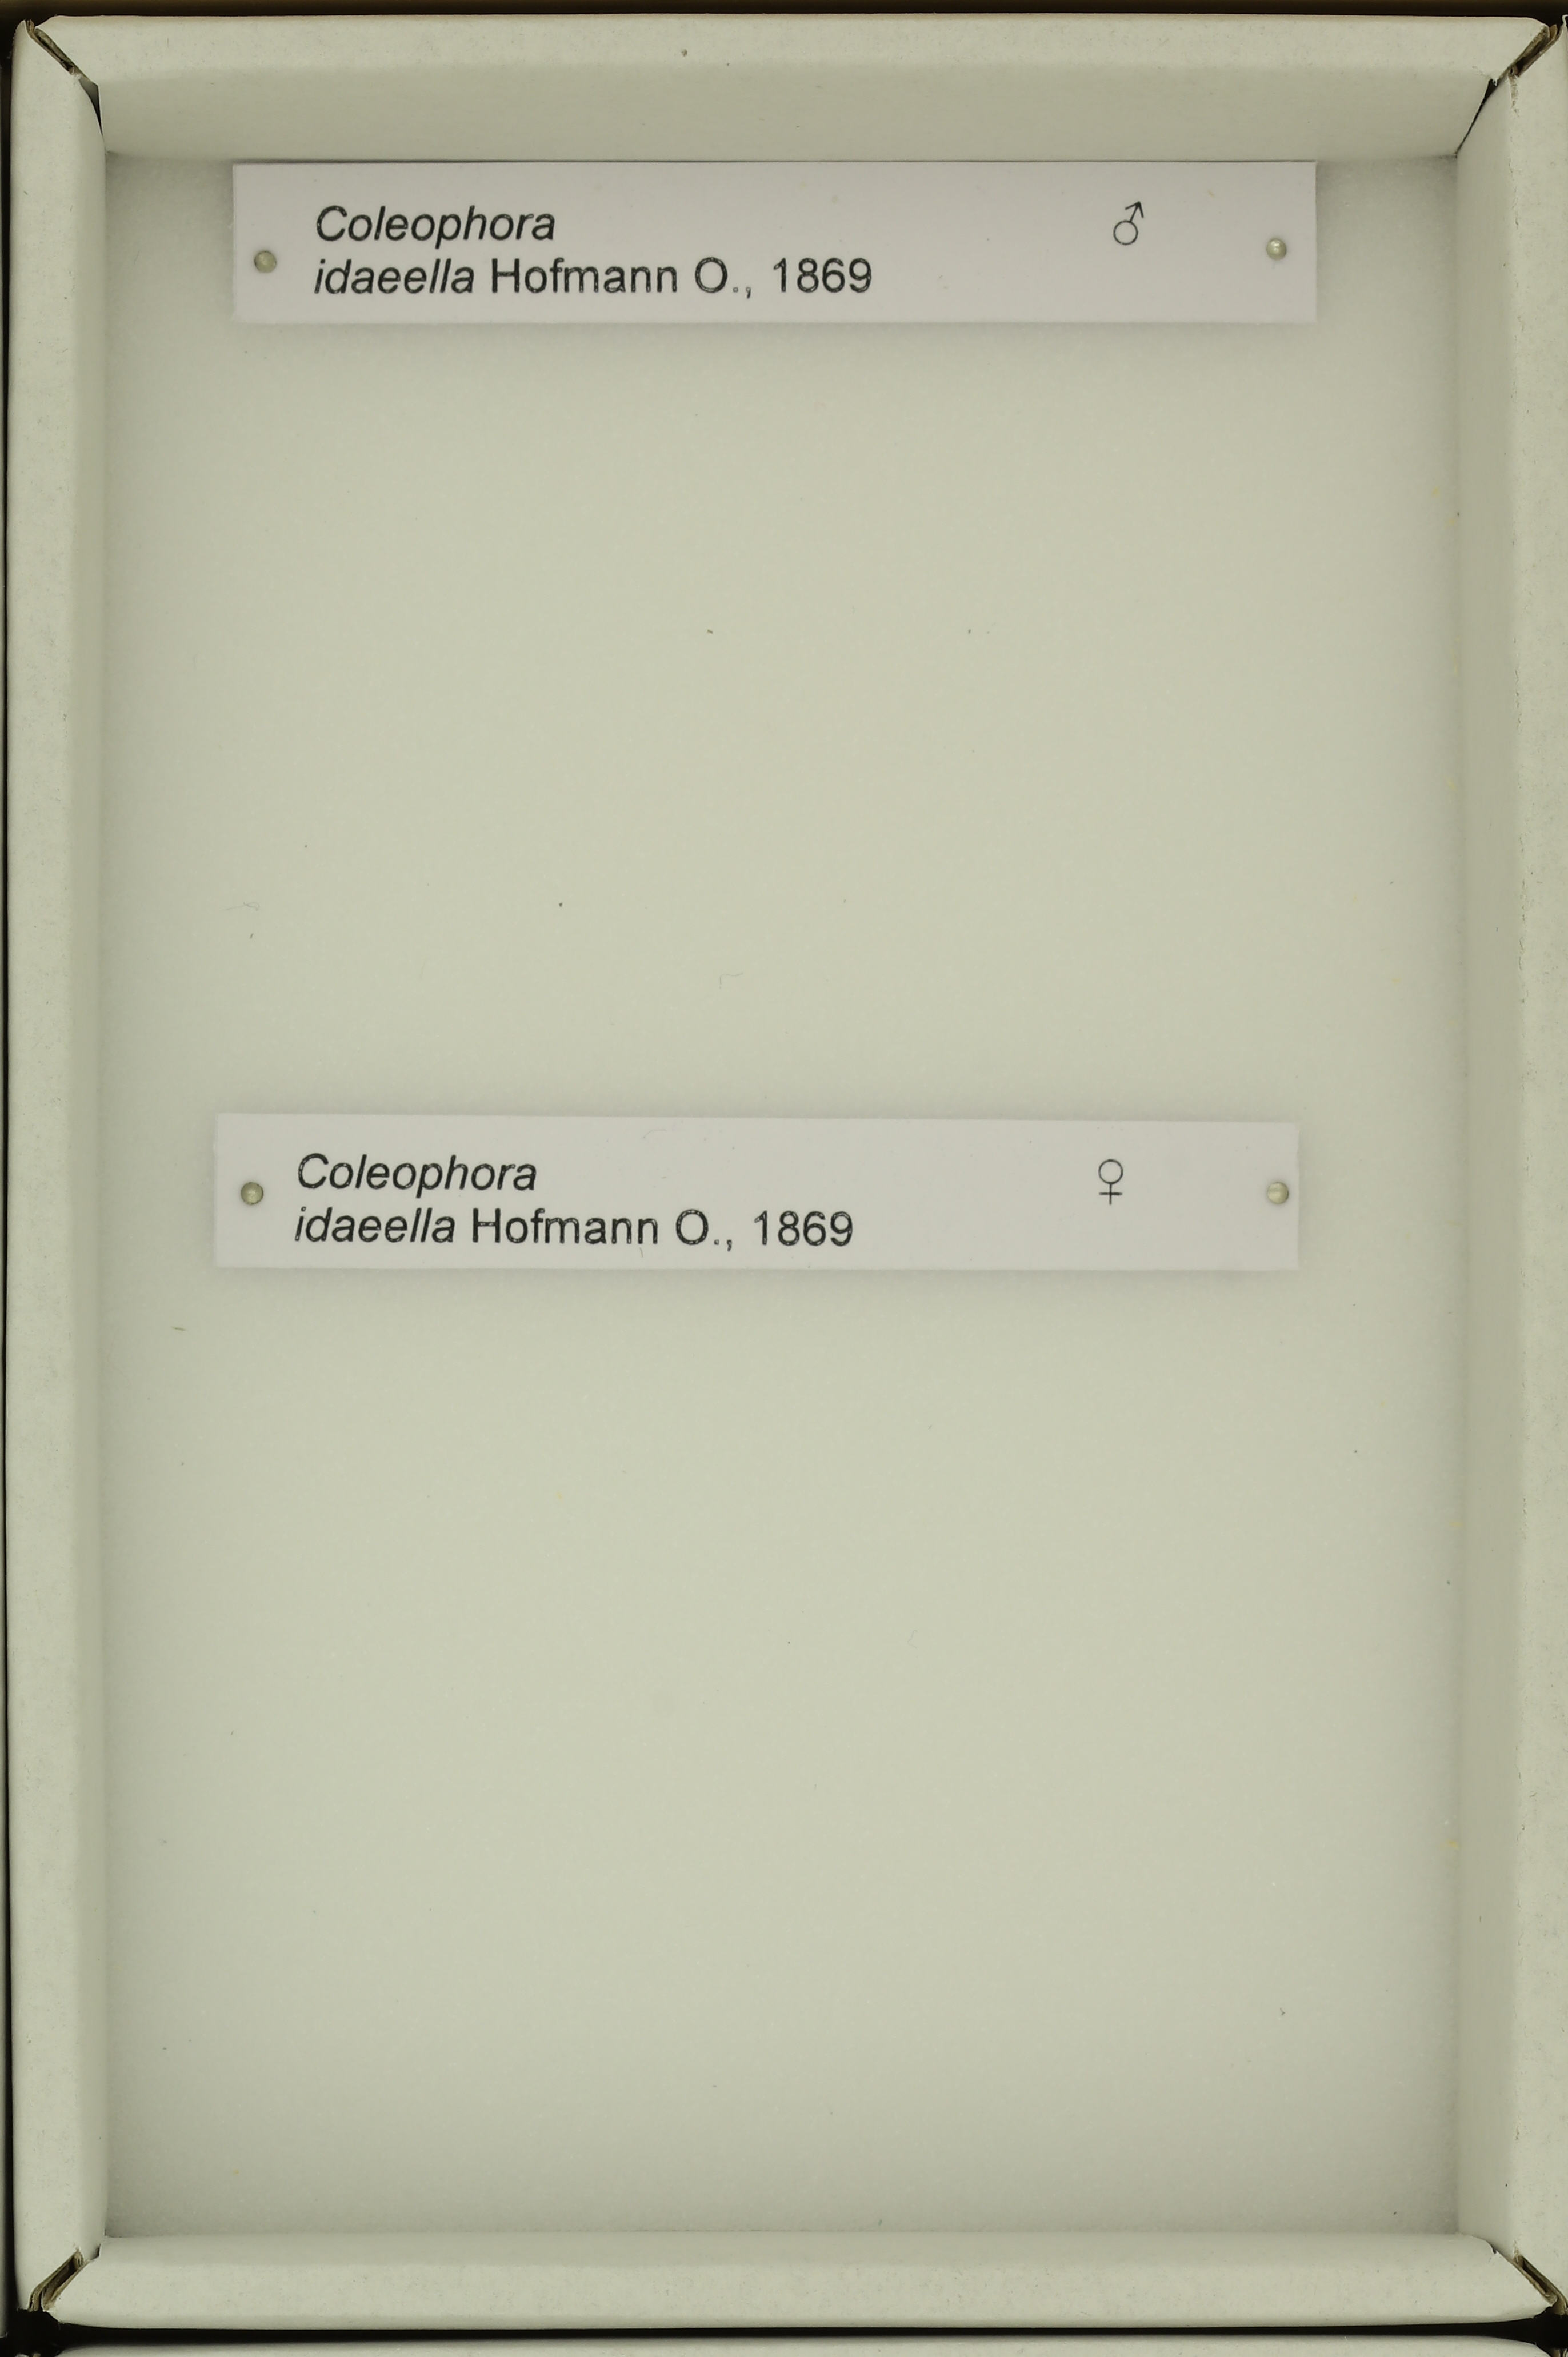 Coleophora ♂
idaeella Hofmann O., 1869
Coleophora ♀
idaeella Hofmann O., 1869